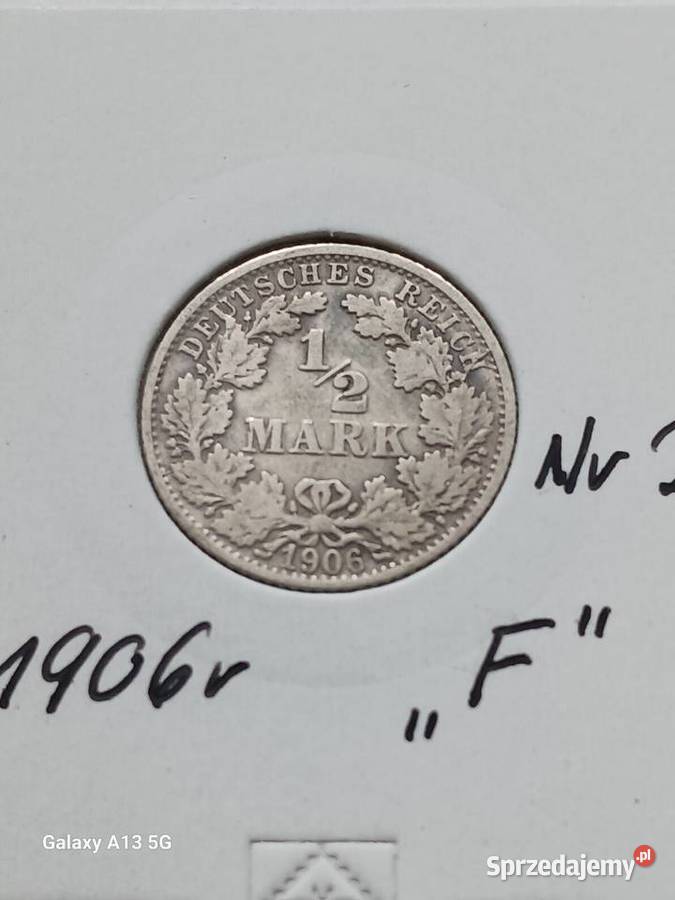 DEUTSCHES REICH
1/2
MARK
1906
Nr
1906r
„F"
Galaxy A13 5G
Sprzedajemy.pl